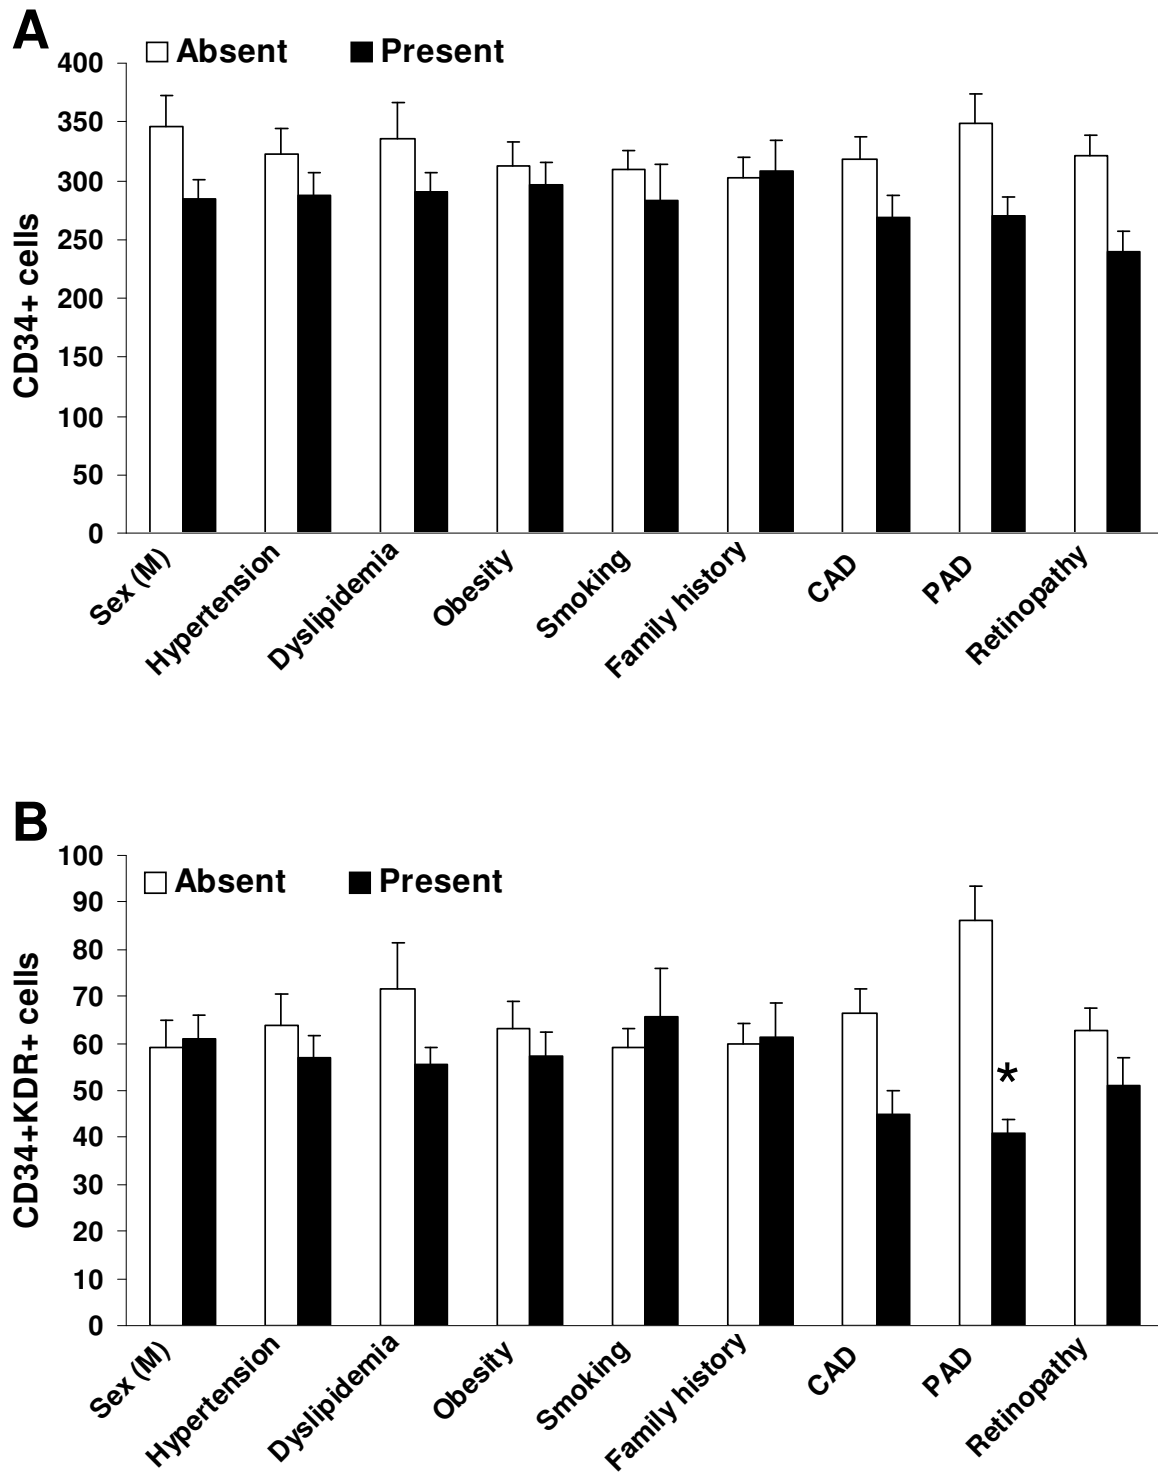 A
Absent Present
400
350
300
250
200
150
100
50
0
CD34+ cells
Sex (M)
Hypertension
Dyslipidemia
Obesity
Smoking
Family history
CAD
PAD
Retinopathy
B
Absent Present
100
90
80
70
60
50
40
30
20
10
0
CD34+KDR+ cells
*
Sex (M)
Hypertension
Dyslipidemia
Obesity
Smoking
Family history
CAD
PAD
Retinopathy